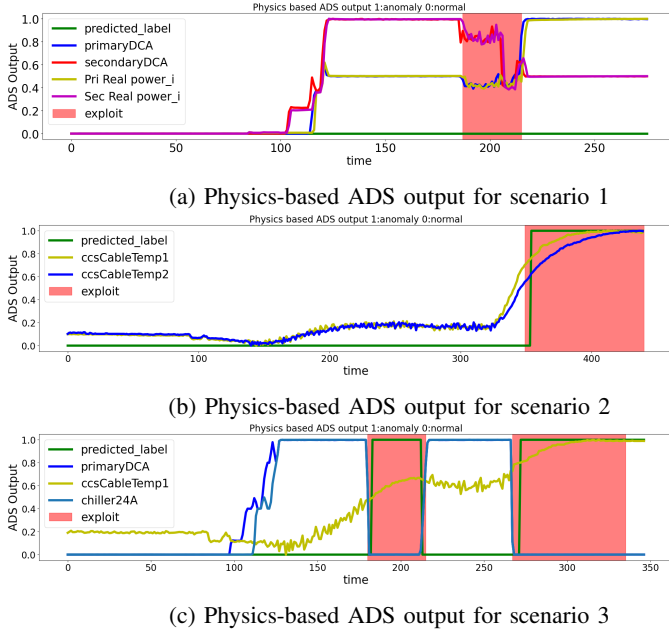 Physics based ADS output 1:anomaly 0:normal
1.0
0.8
0.6
0.4
0.2
0.0
ADS Output
predicted_label
primaryDCA
secondaryDCA
Pri Real power_i
Sec Real power_i
exploit
0 50 100 150 200 250
time
(a) Physics-based ADS output for scenario 1
Physics based ADS output 1:anomaly 0:normal
1.0
0.8
0.6
0.4
0.2
0.0
ADS Output
predicted_label
ccsCableTemp1
ccsCableTemp2
exploit
0 100 200 300 400
time
(b) Physics-based ADS output for scenario 2
Physics based ADS output 1:anomaly 0:normal
1.0
0.8
0.6
0.4
0.2
0.0
ADS Output
predicted_label
primaryDCA
ccsCableTemp1
chiller24A
exploit
0 50 100 150 200 250 300 350
time
(c) Physics-based ADS output for scenario 3